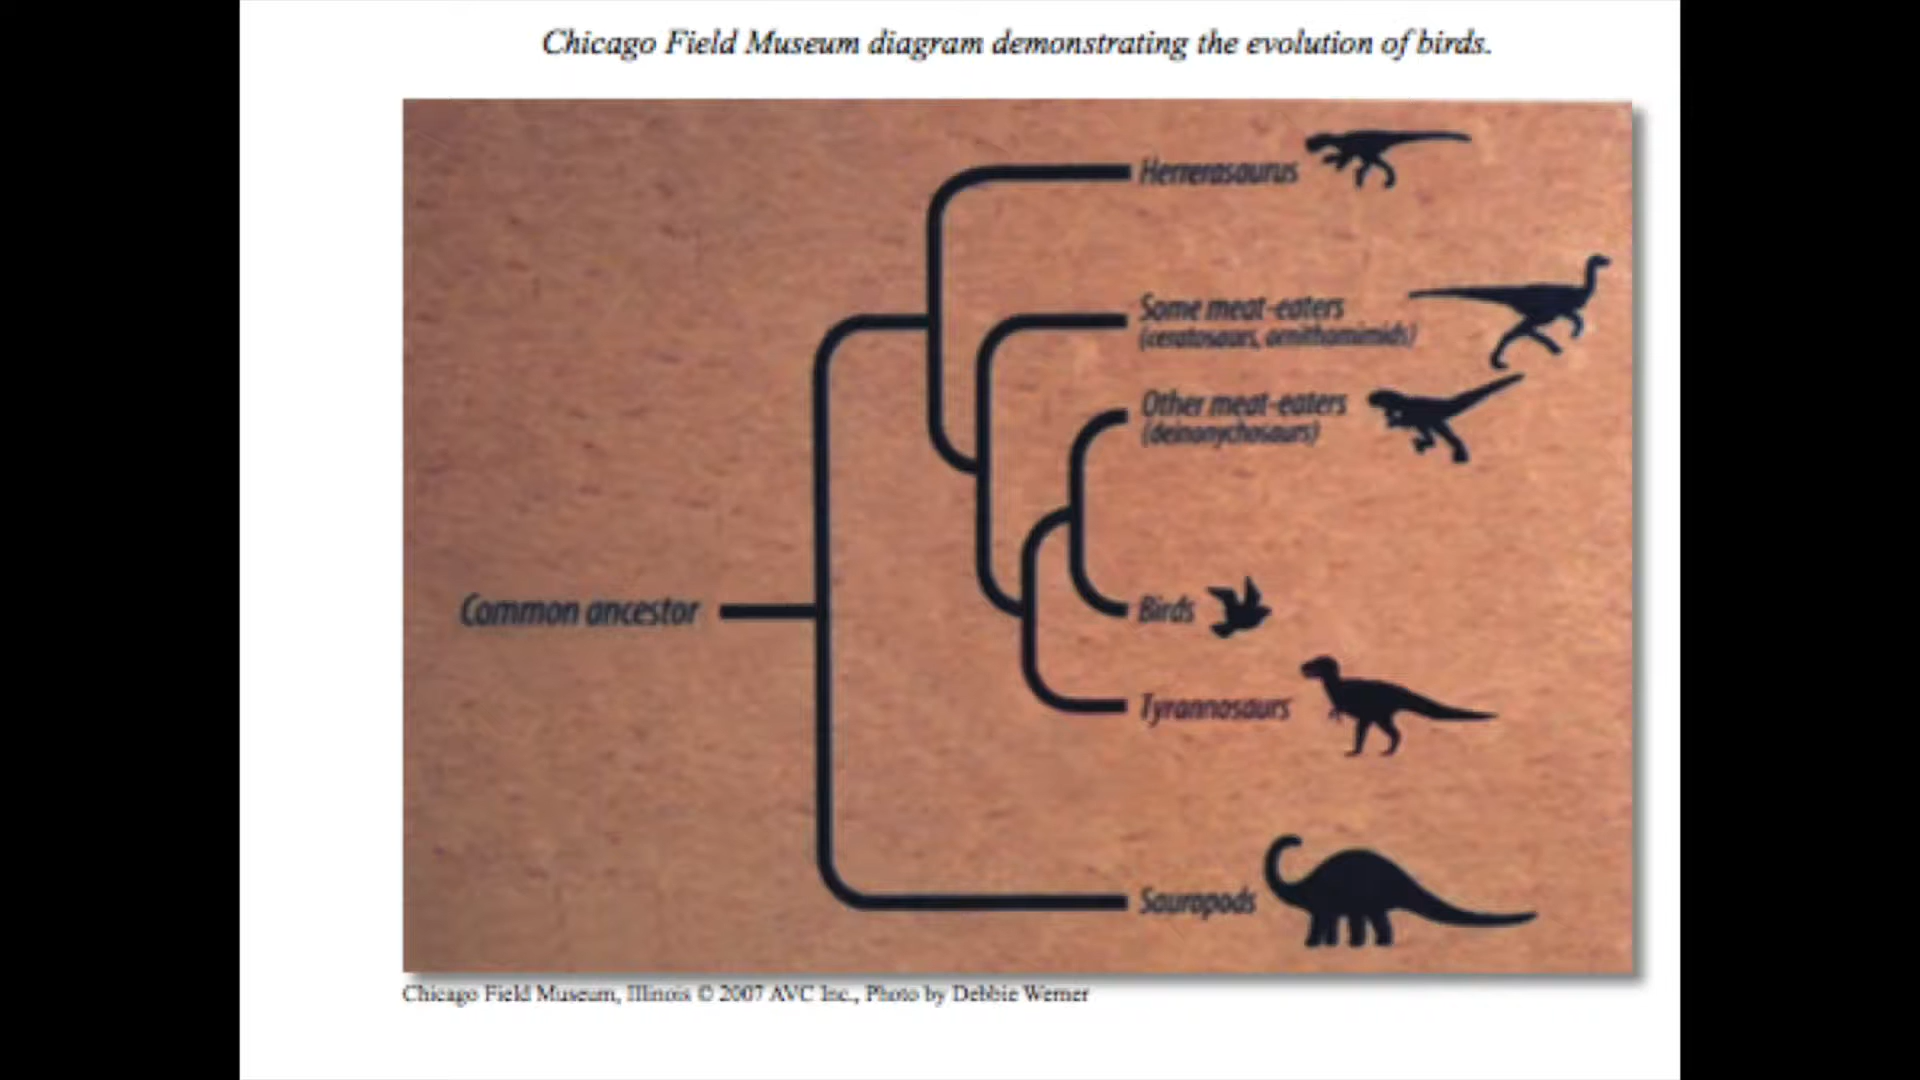 Chicago Field Museum diagram demonstrating the evolution of birds.
Herrerasaurus
Some meat-eaters
(ceratosaurs, ornithomimids)
Other meat-eaters
(deinonychosaurs)
Common ancestor
Birds
Tyrannosaurs
Sauropods
Chicago Field Museum, Illinois © 2007 AVC Inc., Photo by Debbie Werner